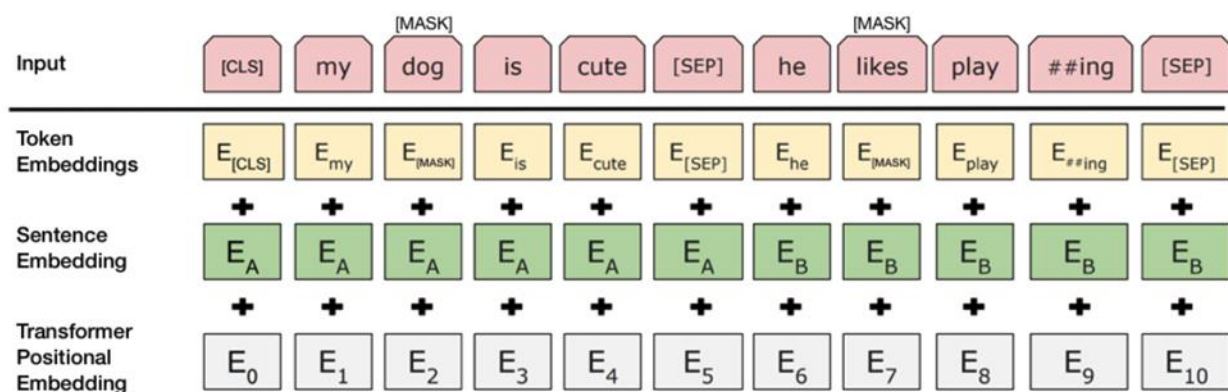 [MASK] [MASK]
Input [CLS] my dog is cute [SEP] he likes play ##ing [SEP]
Token
Embeddings
E[CLS] Emy E[MASK] Eis Ecute E[SEP] Ehe E[MASK] Eplay E##ing E[SEP]
+ + + + + + + + + + +
Sentence
Embedding
EA EA EA EA EA EA EB EB EB EB EB
+ + + + + + + + + + +
Transformer
Positional
Embedding
E0 E1 E2 E3 E4 E5 E6 E7 E8 E9 E10